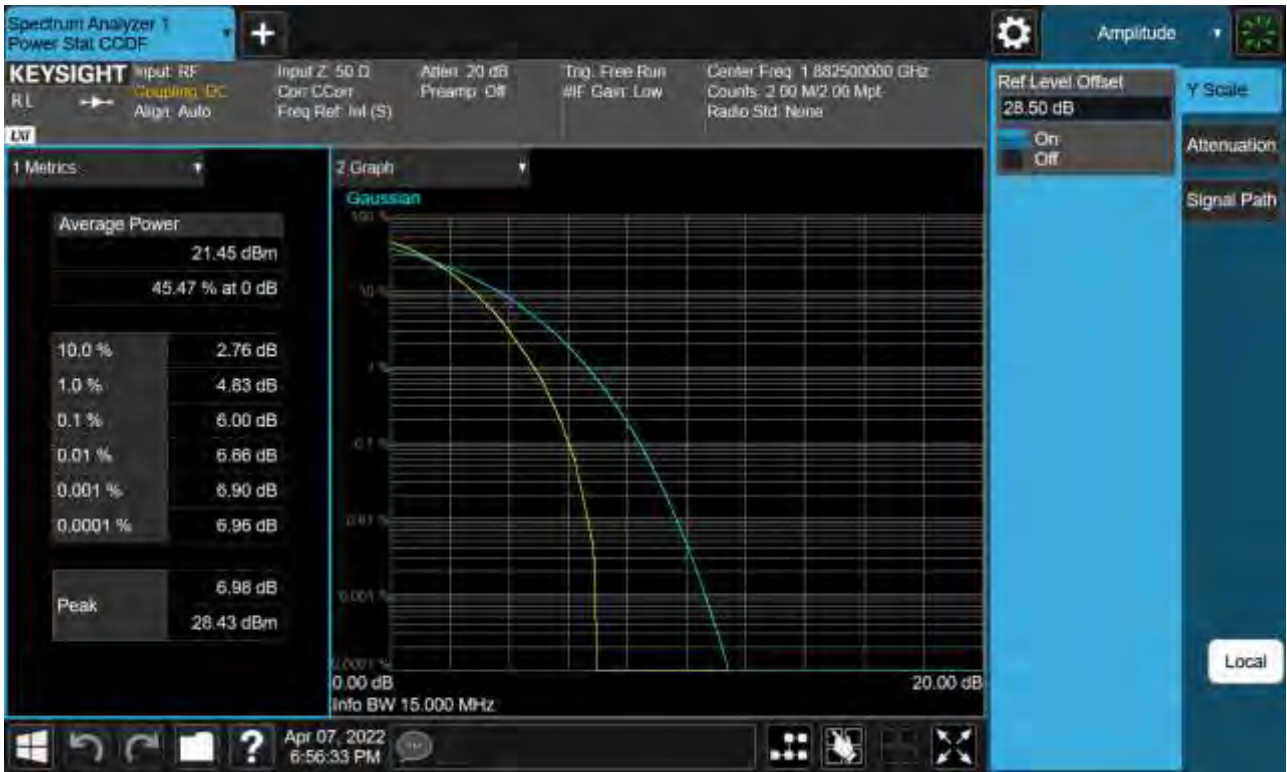 Spectrum Analyzer 1
Power Stat CCDF
+
Amplitude
KEYSIGHT
RL
LXI
Input: RF
Coupling: DC
Align: Auto
Input Z: 50 Ω
Corr CCorr
Freq Ref: Int (S)
Atten: 20 dB
Preamp: Off
Trig: Free Run
#IF Gain: Low
Center Freq: 1.882500000 GHz
Counts: 2.00 M/2.00 Mpt
Radio Std: None
Ref Level Offset
28.50 dB
On
Off
Y Scale
Attenuation
Signal Path
1 Metrics
Average Power
21.45 dBm
45.47 % at 0 dB
10.0 % 2.76 dB
1.0 % 4.83 dB
0.1 % 6.00 dB
0.01 % 6.66 dB
0.001 % 6.90 dB
0.0001 % 6.96 dB
Peak
6.98 dB
28.43 dBm
2 Graph
Gaussian
100 %
10 %
1 %
0.1 %
0.01 %
0.001 %
0.0001 %
0.00 dB 20.00 dB
Info BW 15.000 MHz
Local
?
Apr 07, 2022
6:56:33 PM